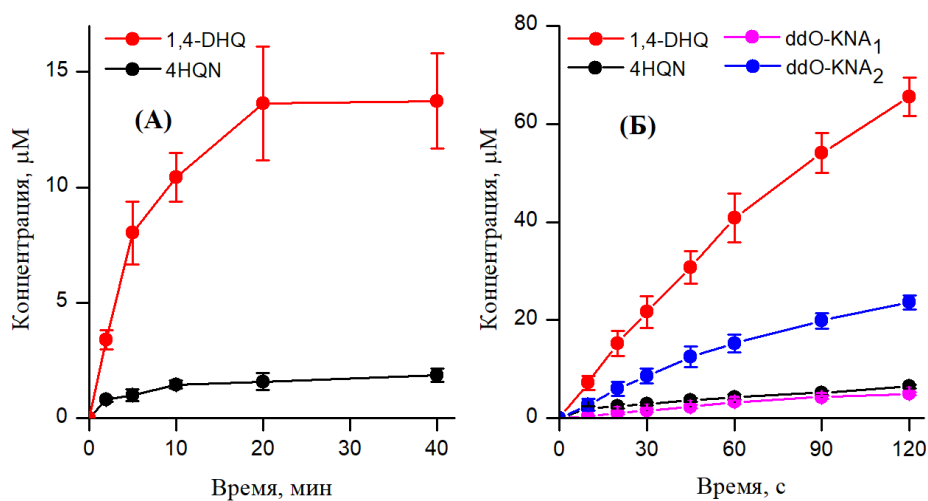 1,4-DHQ
4HQN
(А)
15
10
5
0
Концентрация, μM
0
10
20
30
40
Время, мин
1,4-DHQ
4HQN
ddO-KNA₁
ddO-KNA₂
(Б)
80
60
40
20
0
Концентрация, μM
0
30
60
90
120
Время, с